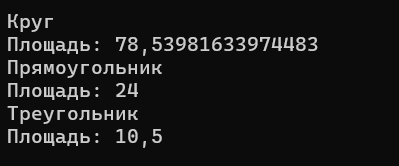 Круг
Площадь: 78,53981633974483
Прямоугольник
Площадь: 24
Треугольник
Площадь: 10,5